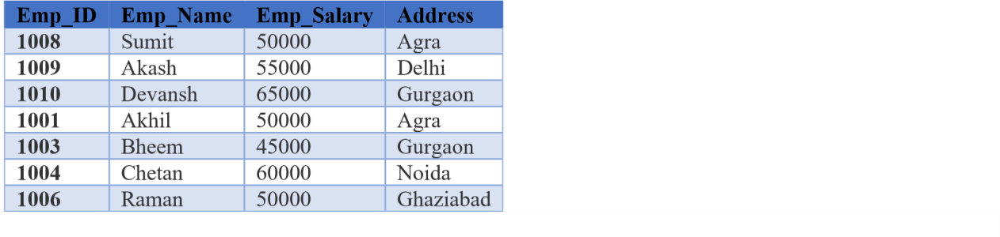 Emp_ID Emp_Name Emp_Salary Address
1008 Sumit 50000 Agra
1009 Akash 55000 Delhi
1010 Devansh 65000 Gurgaon
1001 Akhil 50000 Agra
1003 Bheem 45000 Gurgaon
1004 Chetan 60000 Noida
1006 Raman 50000 Ghaziabad